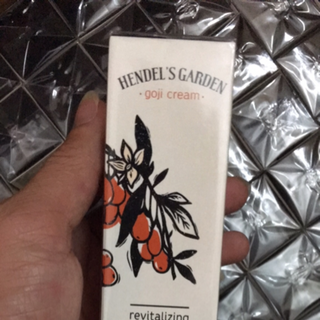 HENDEL'S GARDEN
· goji cream ·
revitalizing